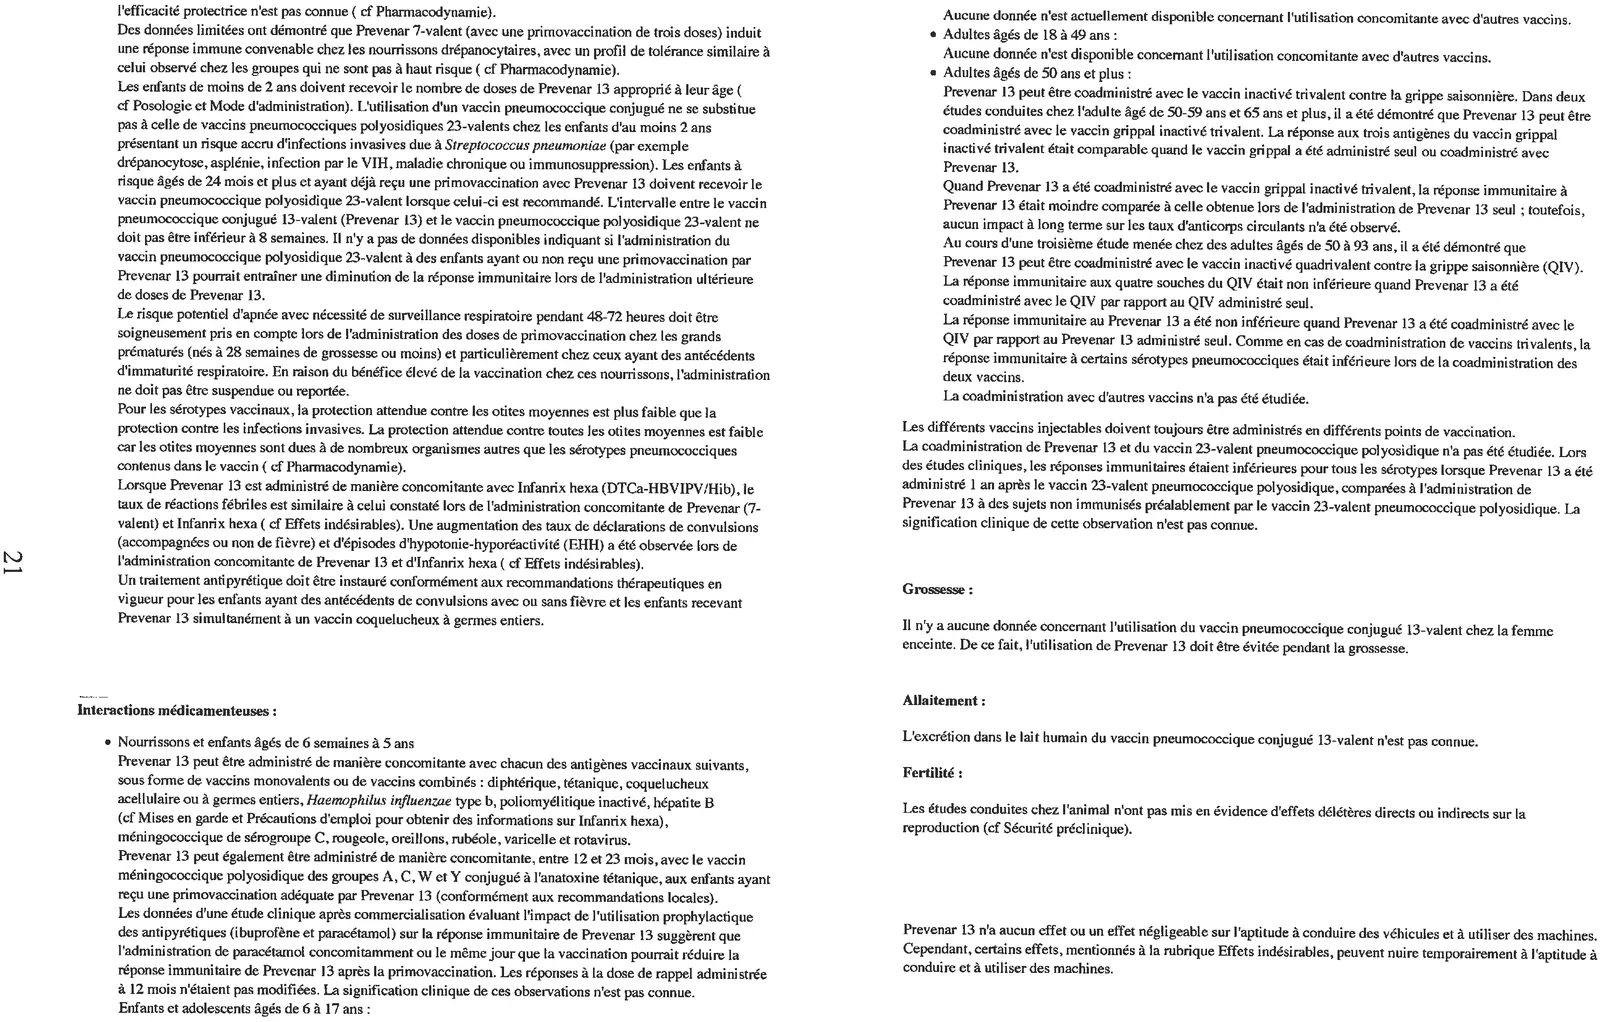 l'efficacité protectrice n'est pas connue ( cf Pharmacodynamie).
Des données limitées ont démontré que Prevenar 7-valent (avec une primovaccination de trois doses) induit
une réponse immune convenable chez les nourrissons drépanocytaires, avec un profil de tolérance similaire à
celui observé chez les groupes qui ne sont pas à haut risque ( cf Pharmacodynamie).
Les enfants de moins de 2 ans doivent recevoir le nombre de doses de Prevenar 13 approprié à leur âge (
cf Posologie et Mode d'administration). L'utilisation d'un vaccin pneumococcique conjugué ne se substitue
pas à celle de vaccins pneumococciques polyosidiques 23-valents chez les enfants d'au moins 2 ans
présentant un risque accru d'infections invasives due à Streptococcus pneumoniae (par exemple
drépanocytose, asplénie, infection par le VIH, maladie chronique ou immunosuppression). Les enfants à
risque âgés de 24 mois et plus et ayant déjà reçu une primovaccination avec Prevenar 13 doivent recevoir le
vaccin pneumococcique polyosidique 23-valent lorsque celui-ci est recommandé. L'intervalle entre le vaccin
pneumococcique conjugué 13-valent (Prevenar 13) et le vaccin pneumococcique polyosidique 23-valent ne
doit pas être inférieur à 8 semaines. Il n'y a pas de données disponibles indiquant si l'administration du
vaccin pneumococcique polyosidique 23-valent à des enfants ayant ou non reçu une primovaccination par
Prevenar 13 pourrait entraîner une diminution de la réponse immunitaire lors de l'administration ultérieure
de doses de Prevenar 13.
Le risque potentiel d'apnée avec nécessité de surveillance respiratoire pendant 48-72 heures doit être
soigneusement pris en compte lors de l'administration des doses de primovaccination chez les grands
prématurés (nés à 28 semaines de grossesse ou moins) et particulièrement chez ceux ayant des antécédents
d'immaturité respiratoire. En raison du bénéfice élevé de la vaccination chez ces nourrissons, l'administration
ne doit pas être suspendue ou reportée.
Pour les sérotypes vaccinaux, la protection attendue contre les otites moyennes est plus faible que la
protection contre les infections invasives. La protection attendue contre toutes les otites moyennes est faible
car les otites moyennes sont dues à de nombreux organismes autres que les sérotypes pneumococciques
contenus dans le vaccin ( cf Pharmacodynamie).
Lorsque Prevenar 13 est administré de manière concomitante avec Infanrix hexa (DTCa-HBVIPV/Hib), le
taux de réactions fébriles est similaire à celui constaté lors de l'administration concomitante de Prevenar (7-
valent) et Infanrix hexa ( cf Effets indésirables). Une augmentation des taux de déclarations de convulsions
(accompagnées ou non de fièvre) et d'épisodes d'hypotonie-hyporéactivité (EHH) a été observée lors de
l'administration concomitante de Prevenar 13 et d'Infanrix hexa ( cf Effets indésirables).
Un traitement antipyrétique doit être instauré conformément aux recommandations thérapeutiques en
vigueur pour les enfants ayant des antécédents de convulsions avec ou sans fièvre et les enfants recevant
Prevenar 13 simultanément à un vaccin coquelucheux à germes entiers.
21
Interactions médicamenteuses :
• Nourrissons et enfants âgés de 6 semaines à 5 ans
Prevenar 13 peut être administré de manière concomitante avec chacun des antigènes vaccinaux suivants,
sous forme de vaccins monovalents ou de vaccins combinés : diphtérique, tétanique, coquelucheux
acellulaire ou à germes entiers, Haemophilus influenzae type b, poliomyélitique inactivé, hépatite B
(cf Mises en garde et Précautions d'emploi pour obtenir des informations sur Infanrix hexa),
méningococcique de sérogroupe C, rougeole, oreillons, rubéole, varicelle et rotavirus.
Prevenar 13 peut également être administré de manière concomitante, entre 12 et 23 mois, avec le vaccin
méningococcique polyosidique des groupes A, C, W et Y conjugué à l'anatoxine tétanique, aux enfants ayant
reçu une primovaccination adéquate par Prevenar 13 (conformément aux recommandations locales).
Les données d'une étude clinique après commercialisation évaluant l'impact de l'utilisation prophylactique
des antipyrétiques (ibuprofène et paracétamol) sur la réponse immunitaire de Prevenar 13 suggèrent que
l'administration de paracétamol concomitamment ou le même jour que la vaccination pourrait réduire la
réponse immunitaire de Prevenar 13 après la primovaccination. Les réponses à la dose de rappel administrée
à 12 mois n'étaient pas modifiées. La signification clinique de ces observations n'est pas connue.
Enfants et adolescents âgés de 6 à 17 ans :
Aucune donnée n'est actuellement disponible concernant l'utilisation concomitante avec d'autres vaccins.
• Adultes âgés de 18 à 49 ans :
Aucune donnée n'est disponible concernant l'utilisation concomitante avec d'autres vaccins.
• Adultes âgés de 50 ans et plus :
Prevenar 13 peut être coadministré avec le vaccin inactivé trivalent contre la grippe saisonnière. Dans deux
études conduites chez l'adulte âgé de 50-59 ans et 65 ans et plus, il a été démontré que Prevenar 13 peut être
coadministré avec le vaccin grippal inactivé trivalent. La réponse aux trois antigènes du vaccin grippal
inactivé trivalent était comparable quand le vaccin grippal a été administré seul ou coadministré avec
Prevenar 13.
Quand Prevenar 13 a été coadministré avec le vaccin grippal inactivé trivalent, la réponse immunitaire à
Prevenar 13 était moindre comparée à celle obtenue lors de l'administration de Prevenar 13 seul ; toutefois,
aucun impact à long terme sur les taux d'anticorps circulants n'a été observé.
Au cours d'une troisième étude menée chez des adultes âgés de 50 à 93 ans, il a été démontré que
Prevenar 13 peut être coadministré avec le vaccin inactivé quadrivalent contre la grippe saisonnière (QIV).
La réponse immunitaire aux quatre souches du QIV était non inférieure quand Prevenar 13 a été
coadministré avec le QIV par rapport au QIV administré seul.
La réponse immunitaire au Prevenar 13 a été non inférieure quand Prevenar 13 a été coadministré avec le
QIV par rapport au Prevenar 13 administré seul. Comme en cas de coadministration de vaccins trivalents, la
réponse immunitaire à certains sérotypes pneumococciques était inférieure lors de la coadministration des
deux vaccins.
La coadministration avec d'autres vaccins n'a pas été étudiée.
Les différents vaccins injectables doivent toujours être administrés en différents points de vaccination.
La coadministration de Prevenar 13 et du vaccin 23-valent pneumococcique polyosidique n'a pas été étudiée. Lors
des études cliniques, les réponses immunitaires étaient inférieures pour tous les sérotypes lorsque Prevenar 13 a été
administré 1 an après le vaccin 23-valent pneumococcique polyosidique, comparées à l'administration de
Prevenar 13 à des sujets non immunisés préalablement par le vaccin 23-valent pneumococcique polyosidique. La
signification clinique de cette observation n'est pas connue.
Grossesse :
Il n'y a aucune donnée concernant l'utilisation du vaccin pneumococcique conjugué 13-valent chez la femme
enceinte. De ce fait, l'utilisation de Prevenar 13 doit être évitée pendant la grossesse.
Allaitement :
L'excrétion dans le lait humain du vaccin pneumococcique conjugué 13-valent n'est pas connue.
Fertilité :
Les études conduites chez l'animal n'ont pas mis en évidence d'effets délétères directs ou indirects sur la
reproduction (cf Sécurité préclinique).
Prevenar 13 n'a aucun effet ou un effet négligeable sur l'aptitude à conduire des véhicules et à utiliser des machines.
Cependant, certains effets, mentionnés à la rubrique Effets indésirables, peuvent nuire temporairement à l'aptitude à
conduire et à utiliser des machines.